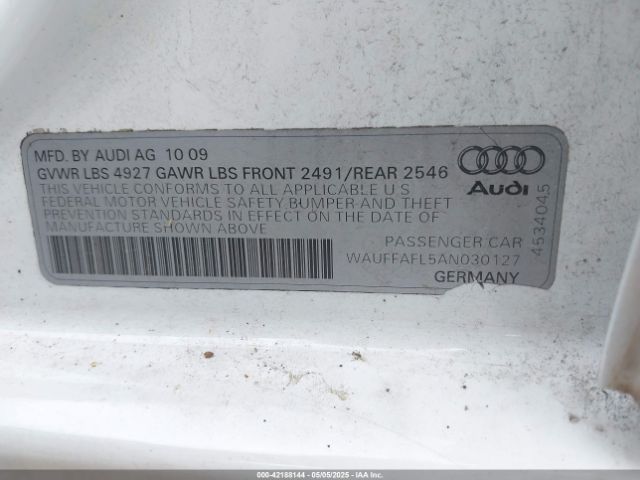 MFD. BY AUDI AG 10 09
GVWR LBS 4927 GAWR LBS FRONT 2491/REAR 2546
THIS VEHICLE CONFORMS TO ALL APPLICABLE U S
FEDERAL MOTOR VEHICLE SAFETY, BUMPER AND THEFT
PREVENTION STANDARDS IN EFFECT ON THE DATE OF
MANUFACTURE SHOWN ABOVE
PASSENGER CAR
WAUFFAFL5AN030127
GERMANY
Audi
4534045
000-42188144 - 05/05/2025 - IAA Inc.